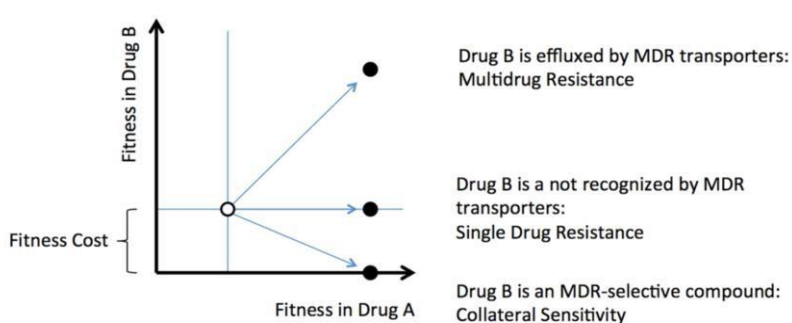 Fitness in Drug B
Drug B is effluxed by MDR transporters:
Multidrug Resistance
Drug B is a not recognized by MDR
transporters:
Single Drug Resistance
Fitness Cost
Drug B is an MDR-selective compound:
Collateral Sensitivity
Fitness in Drug A